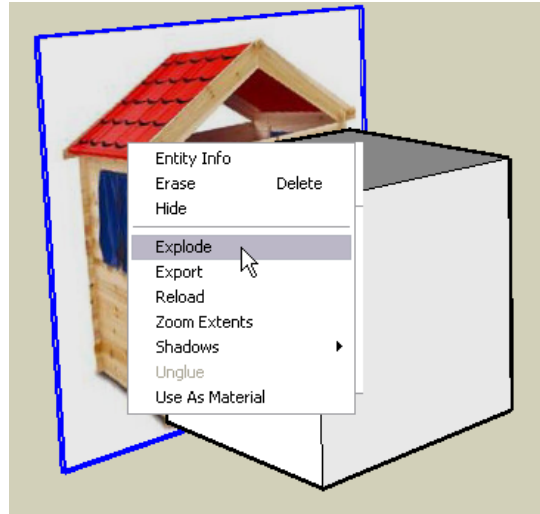 Entity Info
Erase Delete
Hide
Explode
Export
Reload
Zoom Extents
Shadows
Unglue
Use As Material